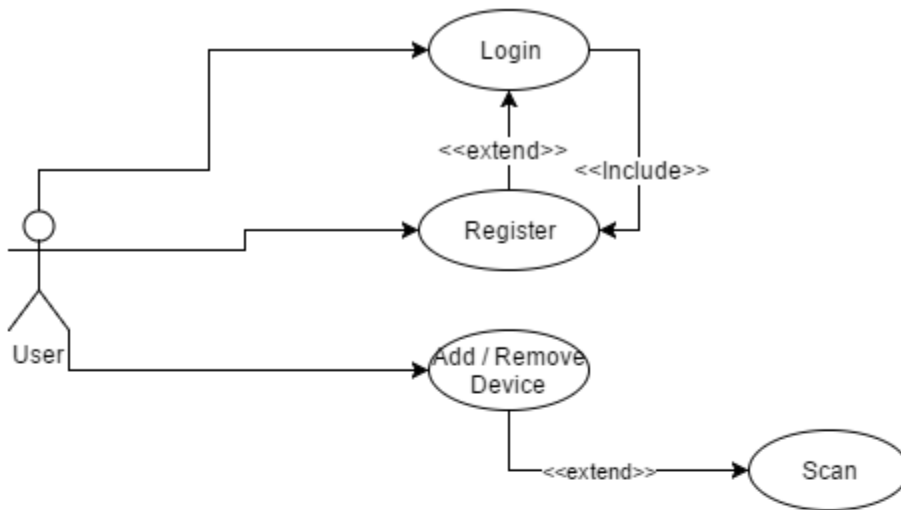 Login
<<extend>>
<<Include>>
Register
User
Add / Remove
Device
<<extend>>
Scan